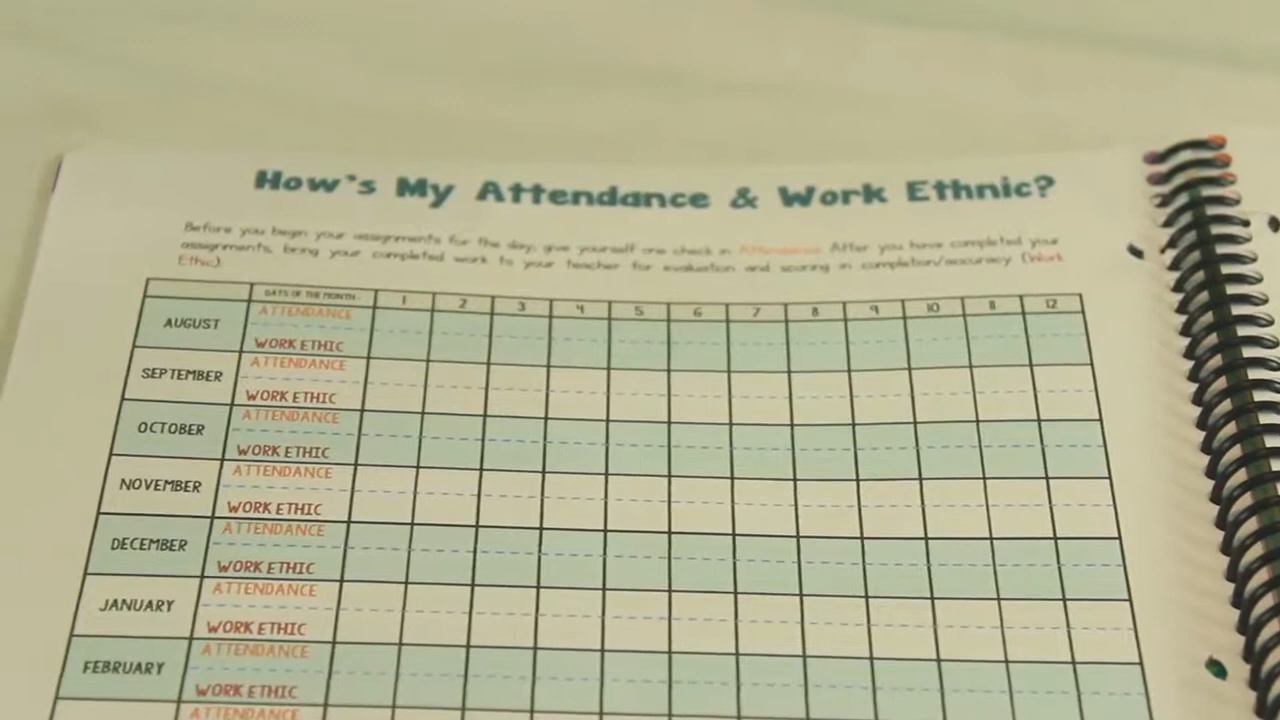 How's My Attendance & Work Ethnic?
Before you begin your assignments for the day, give yourself one check in Attendance. After you have completed your
assignments, bring your completed work to your teacher for evaluation and scoring in completion/accuracy (Work
Ethic).
DAYS OF THE MONTH 1 2 3 4 5 6 7 8 9 10 11 12
AUGUST
ATTENDANCE
WORK ETHIC
SEPTEMBER
ATTENDANCE
WORK ETHIC
OCTOBER
ATTENDANCE
WORK ETHIC
NOVEMBER
ATTENDANCE
WORK ETHIC
DECEMBER
ATTENDANCE
WORK ETHIC
JANUARY
ATTENDANCE
WORK ETHIC
FEBRUARY
ATTENDANCE
WORK ETHIC
ATTENDANCE